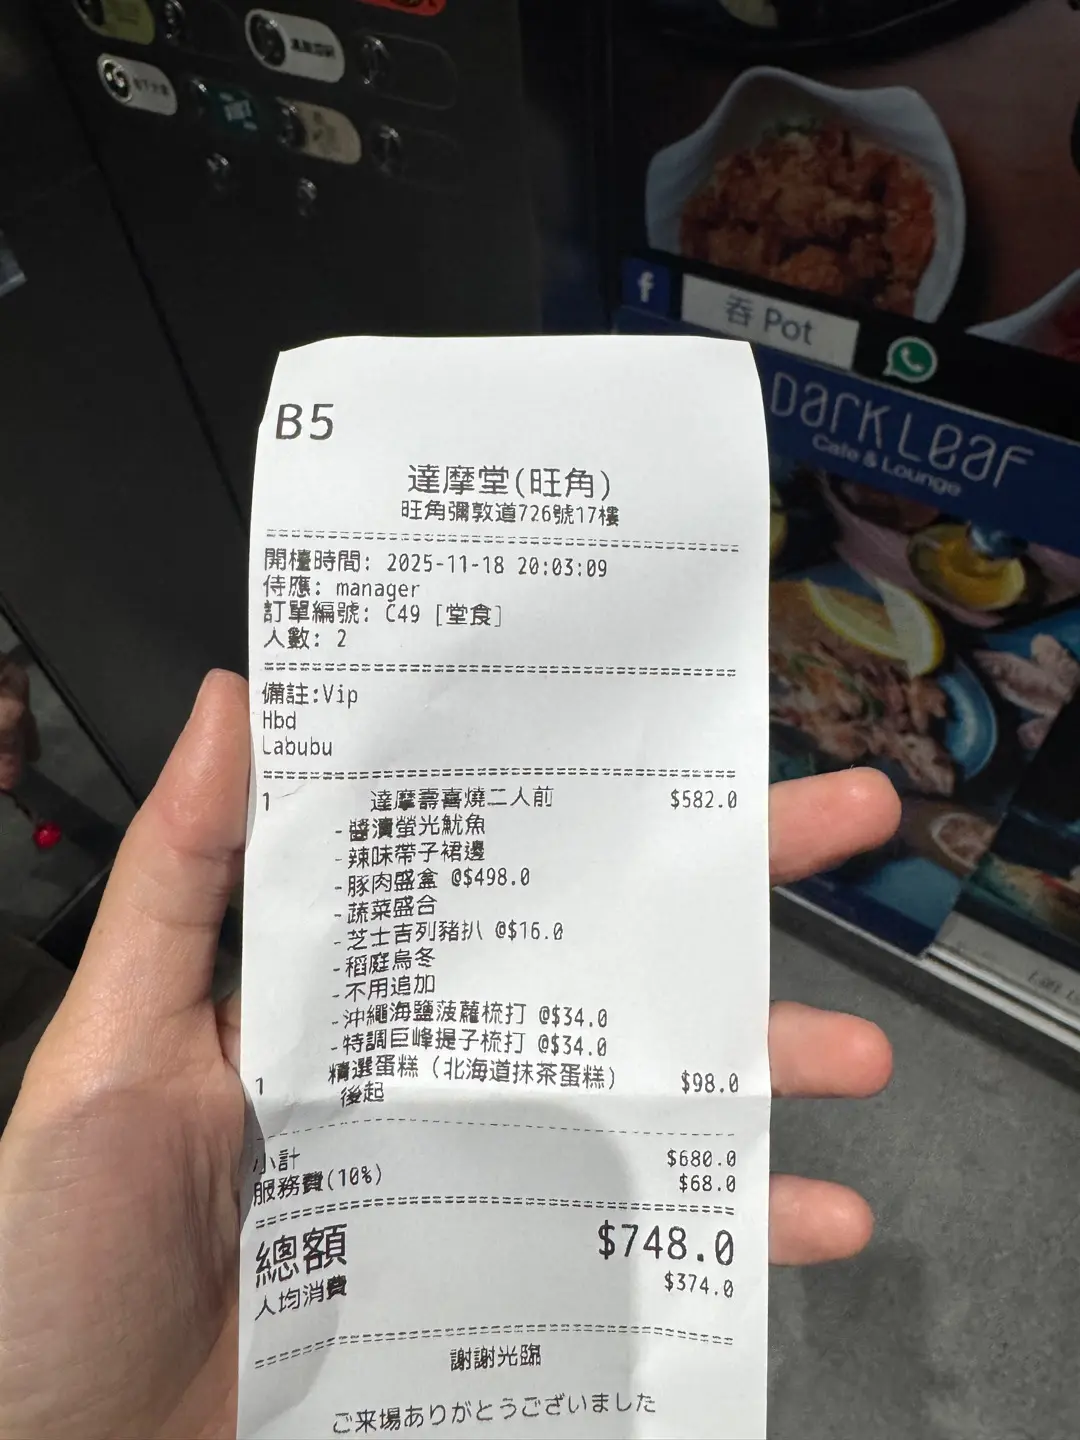 f
吞 Pot
Dark Leaf
Cafe & Lounge
B5
達摩堂(旺角)
旺角彌敦道726號17樓
開檯時間: 2025-11-18 20:03:09
侍應: manager
訂單編號: C49 [堂食]
人數: 2
備註:Vip
Hbd
Labubu
1 達摩壽喜燒二人前 $582.0
-醬漬螢光魷魚
-辣味帶子裙邊
-豚肉盛盒 @$498.0
-蔬菜盛合
-芝士吉列豬扒 @$16.0
-稻庭烏冬
-不用追加
-沖繩海鹽菠蘿梳打 @$34.0
-特調巨峰提子梳打 @$34.0
1 精選蛋糕(北海道抹茶蛋糕) $98.0
後起
小計 $680.0
服務費(10%) $68.0
總額 $748.0
人均消費 $374.0
謝謝光臨
ご来場ありがとうございました